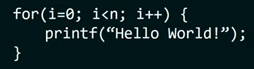 for(i=0; i<n; i++) {
    printf(“Hello World!”);
}